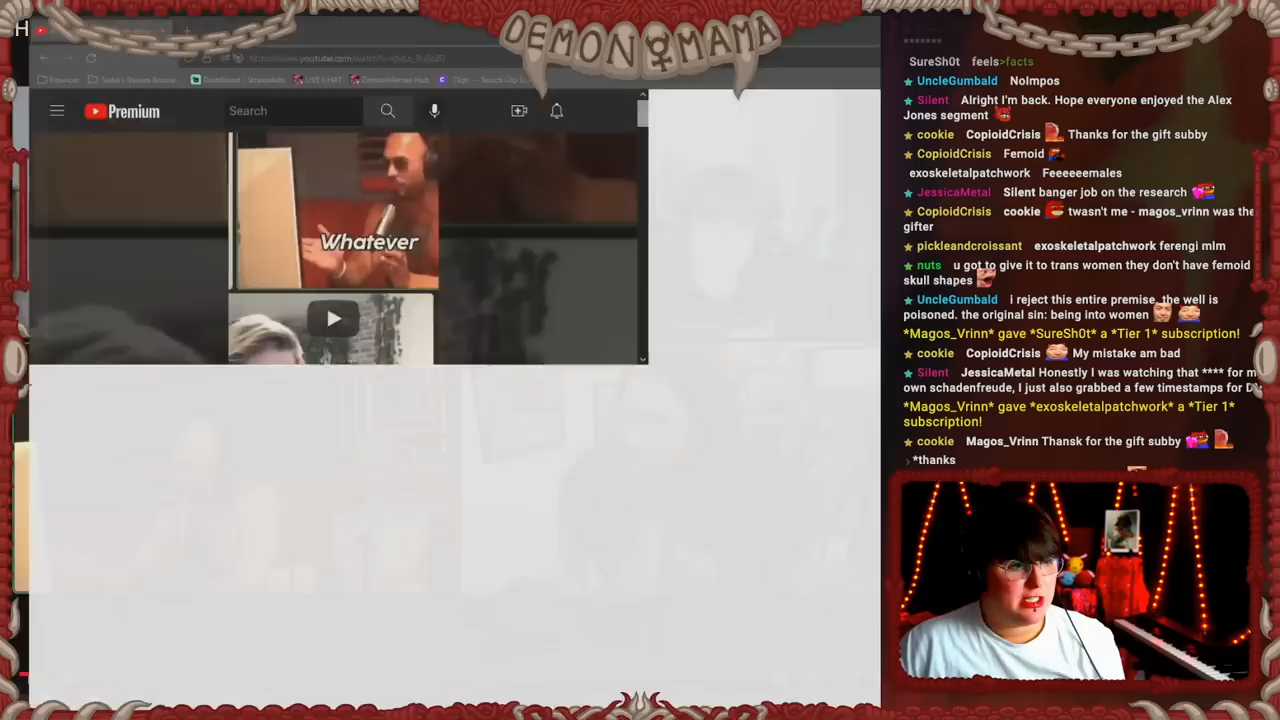 DEMON MAMA
H
Dashboard | StreamElem
LIVE CHAT
DemonMama Hub
Premium
Search
Whatever
*******
SureSh0t feels>facts
UncleGumbald NoImpos
Silent Alright I'm back. Hope everyone enjoyed the Alex
Jones segment
cookie CopioidCrisis Thanks for the gift subby
CopioidCrisis Femoid
exoskeletalpatchwork Feeeeeemales
JessicaMetal Silent banger job on the research
CopioidCrisis cookie twasn't me - magos_vrinn was the
gifter
pickleandcroissant exoskeletalpatchwork ferengi mlm
nuts u got to give it to trans women they don't have femoid
skull shapes
UncleGumbald i reject this entire premise, the well is
poisoned. the original sin: being into women
*Magos_Vrinn* gave *SureSh0t* a *Tier 1* subscription!
cookie CopioidCrisis My mistake am bad
Silent JessicaMetal Honestly I was watching that **** for m
own schadenfreude, I just also grabbed a few timestamps for
*Magos_Vrinn* gave *exoskeletalpatchwork* a *Tier 1*
subscription!
cookie Magos_Vrinn Thansk for the gift subby
*thanks